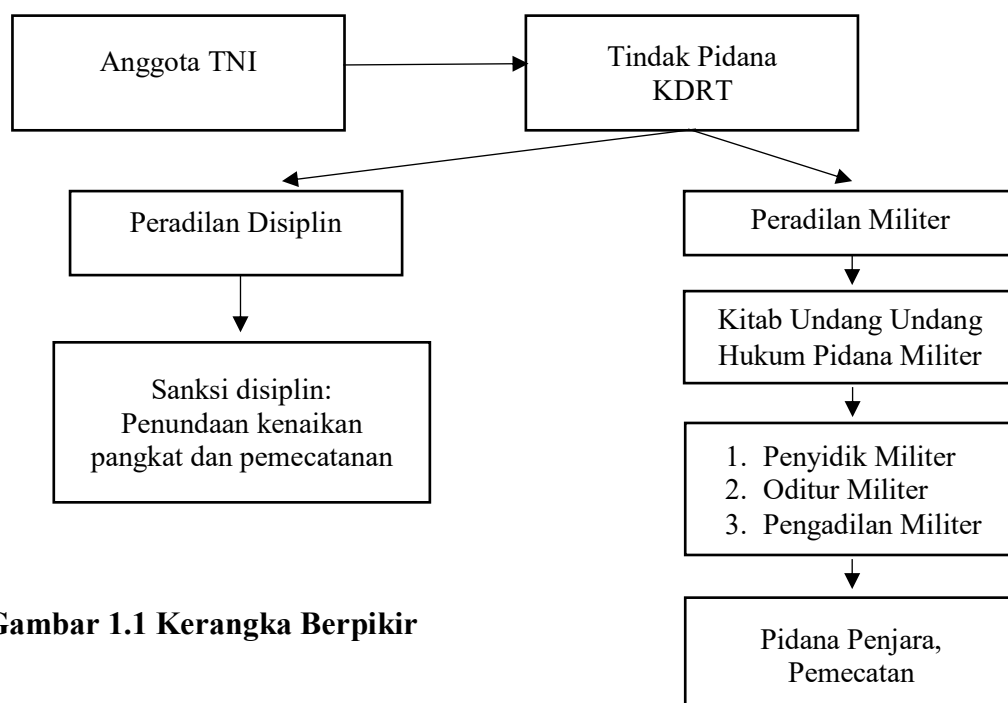 Anggota TNI
Tindak Pidana
KDRT
Peradilan Disiplin
Peradilan Militer
Kitab Undang Undang
Hukum Pidana Militer
Sanksi disiplin:
Penundaan kenaikan
pangkat dan pemecatanan
1. Penyidik Militer
2. Oditur Militer
3. Pengadilan Militer
Gambar 1.1 Kerangka Berpikir
Pidana Penjara,
Pemecatan